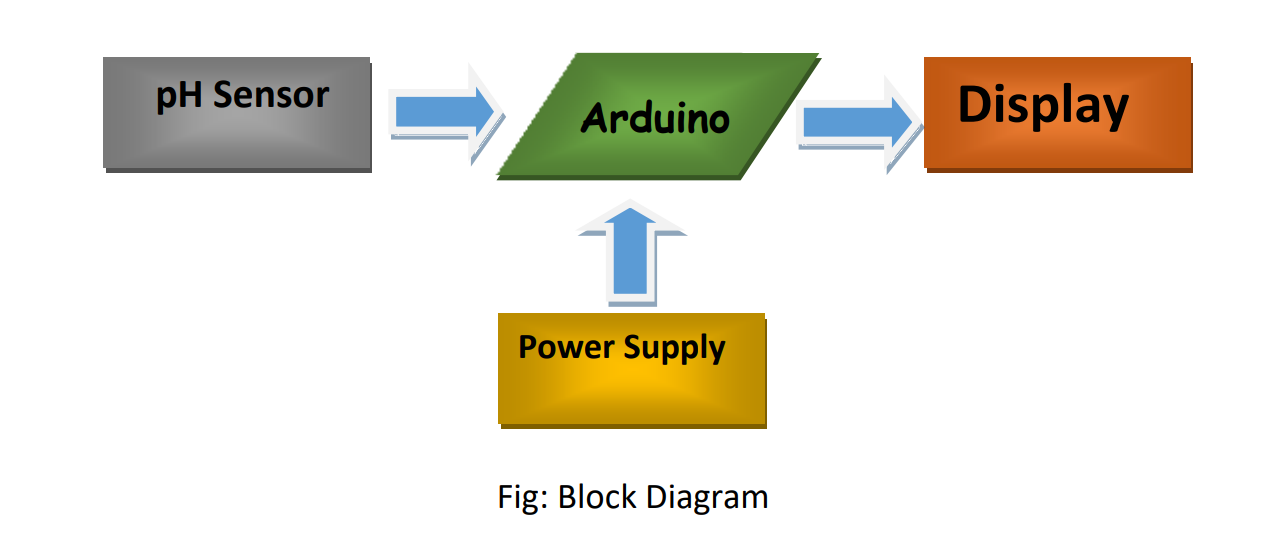 pH Sensor
Arduino
Display
Power Supply
Fig: Block Diagram